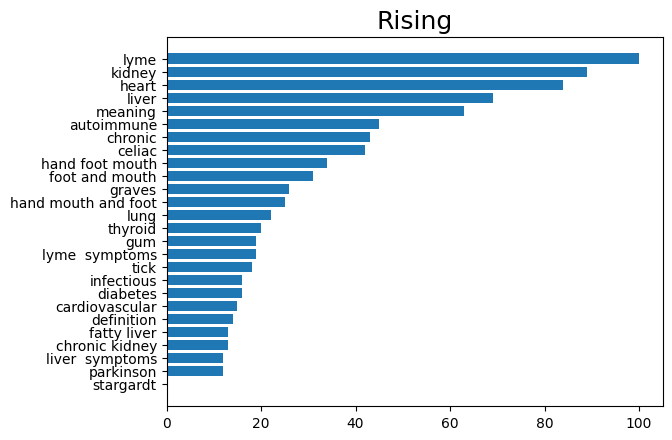 Rising
lyme
kidney
heart
liver
meaning
autoimmune
chronic
celiac
hand foot mouth
foot and mouth
graves
hand mouth and foot
lung
thyroid
gum
lyme  symptoms
tick
infectious
diabetes
cardiovascular
definition
fatty liver
chronic kidney
liver  symptoms
parkinson
stargardt
0 20 40 60 80 100